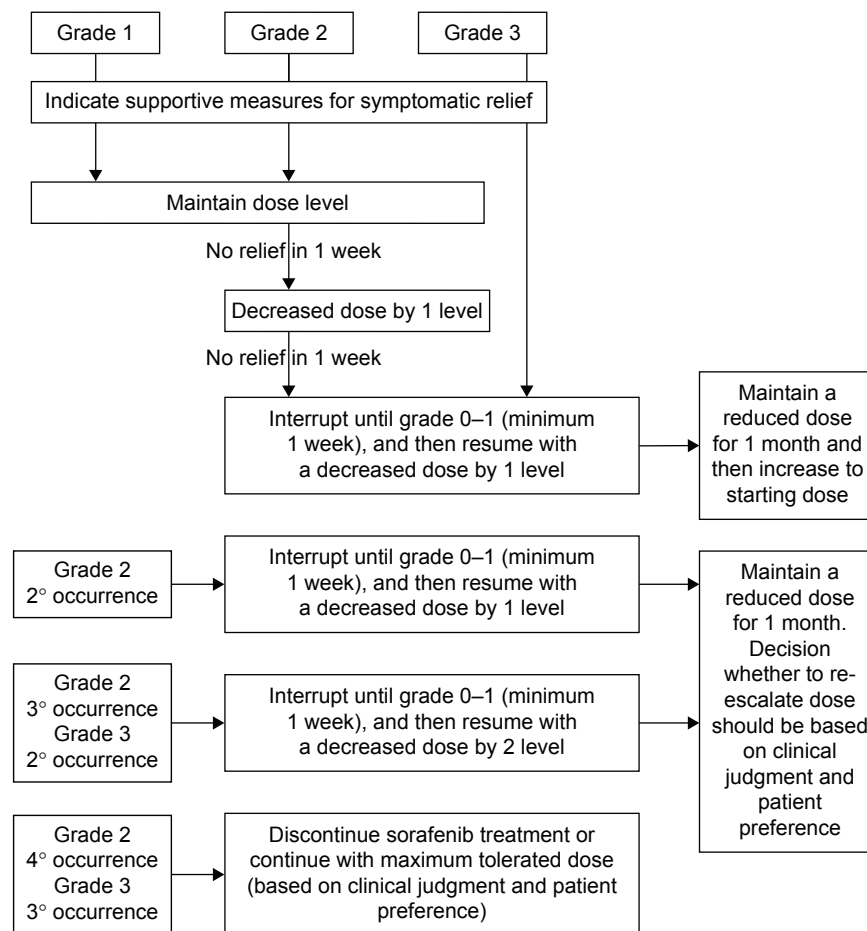 Grade 1
Grade 2
Grade 3
Indicate supportive measures for symptomatic relief
Maintain dose level
No relief in 1 week
Decreased dose by 1 level
No relief in 1 week
Interrupt until grade 0–1 (minimum
1 week), and then resume with
a decreased dose by 1 level
Maintain a
reduced dose
for 1 month and
then increase to
starting dose
Grade 2
2° occurrence
Interrupt until grade 0–1 (minimum
1 week), and then resume with
a decreased dose by 1 level
Maintain a
reduced dose
for 1 month.
Decision
whether to re-
escalate dose
should be based
on clinical
judgment and
patient
preference
Grade 2
3° occurrence
Grade 3
2° occurrence
Interrupt until grade 0–1 (minimum
1 week), and then resume with
a decreased dose by 2 level
Grade 2
4° occurrence
Grade 3
3° occurrence
Discontinue sorafenib treatment or
continue with maximum tolerated dose
(based on clinical judgment and patient
preference)